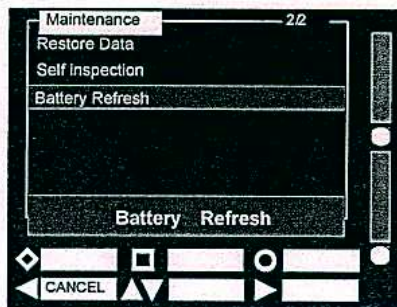 Maintenance 2/2
Restore Data
Self inspection
Battery Refresh
Battery Refresh
CANCEL